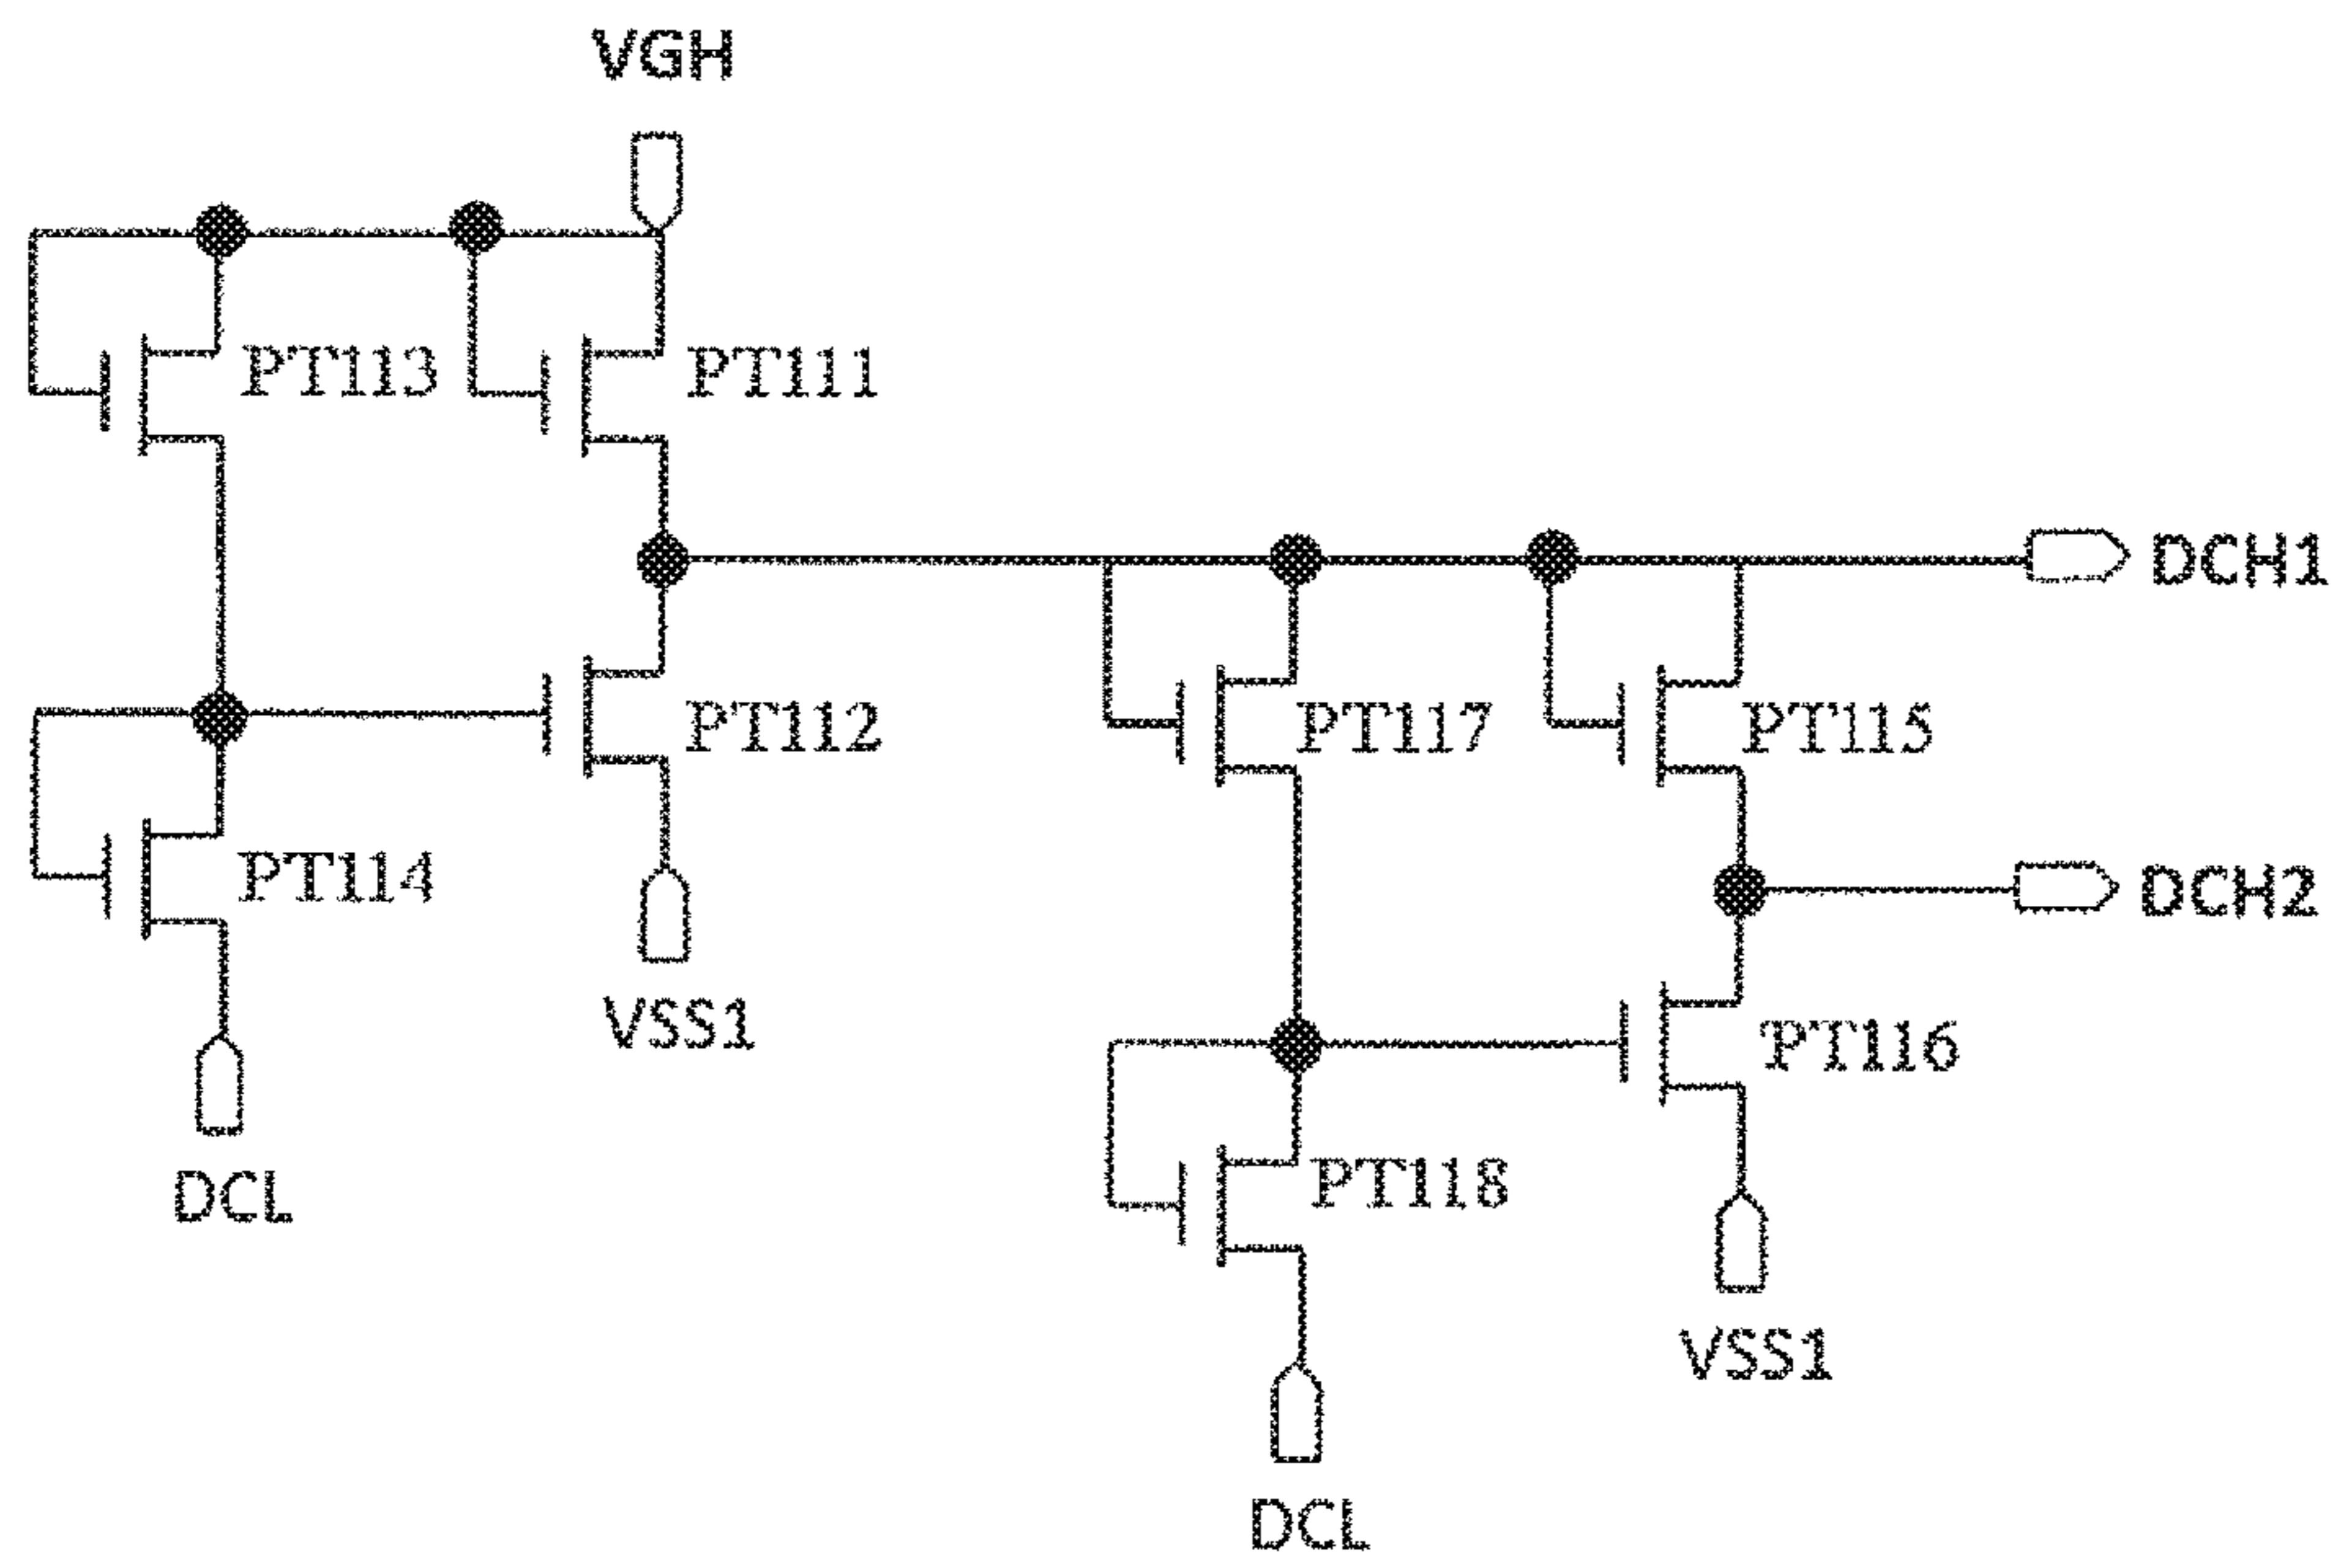 VGH
PT113
PT111
DCH1
PT112
PT117
PT115
PT114
DCH2
VSS1
PT116
DCL
PT118
VSS1
DCL